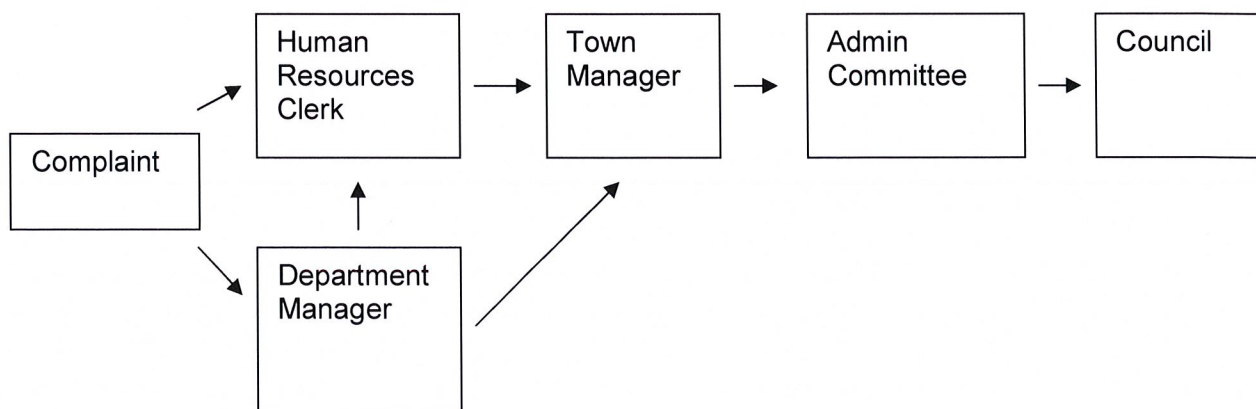 Human
Resources
Clerk
Town
Manager
Admin
Committee
Council
Complaint
Department
Manager